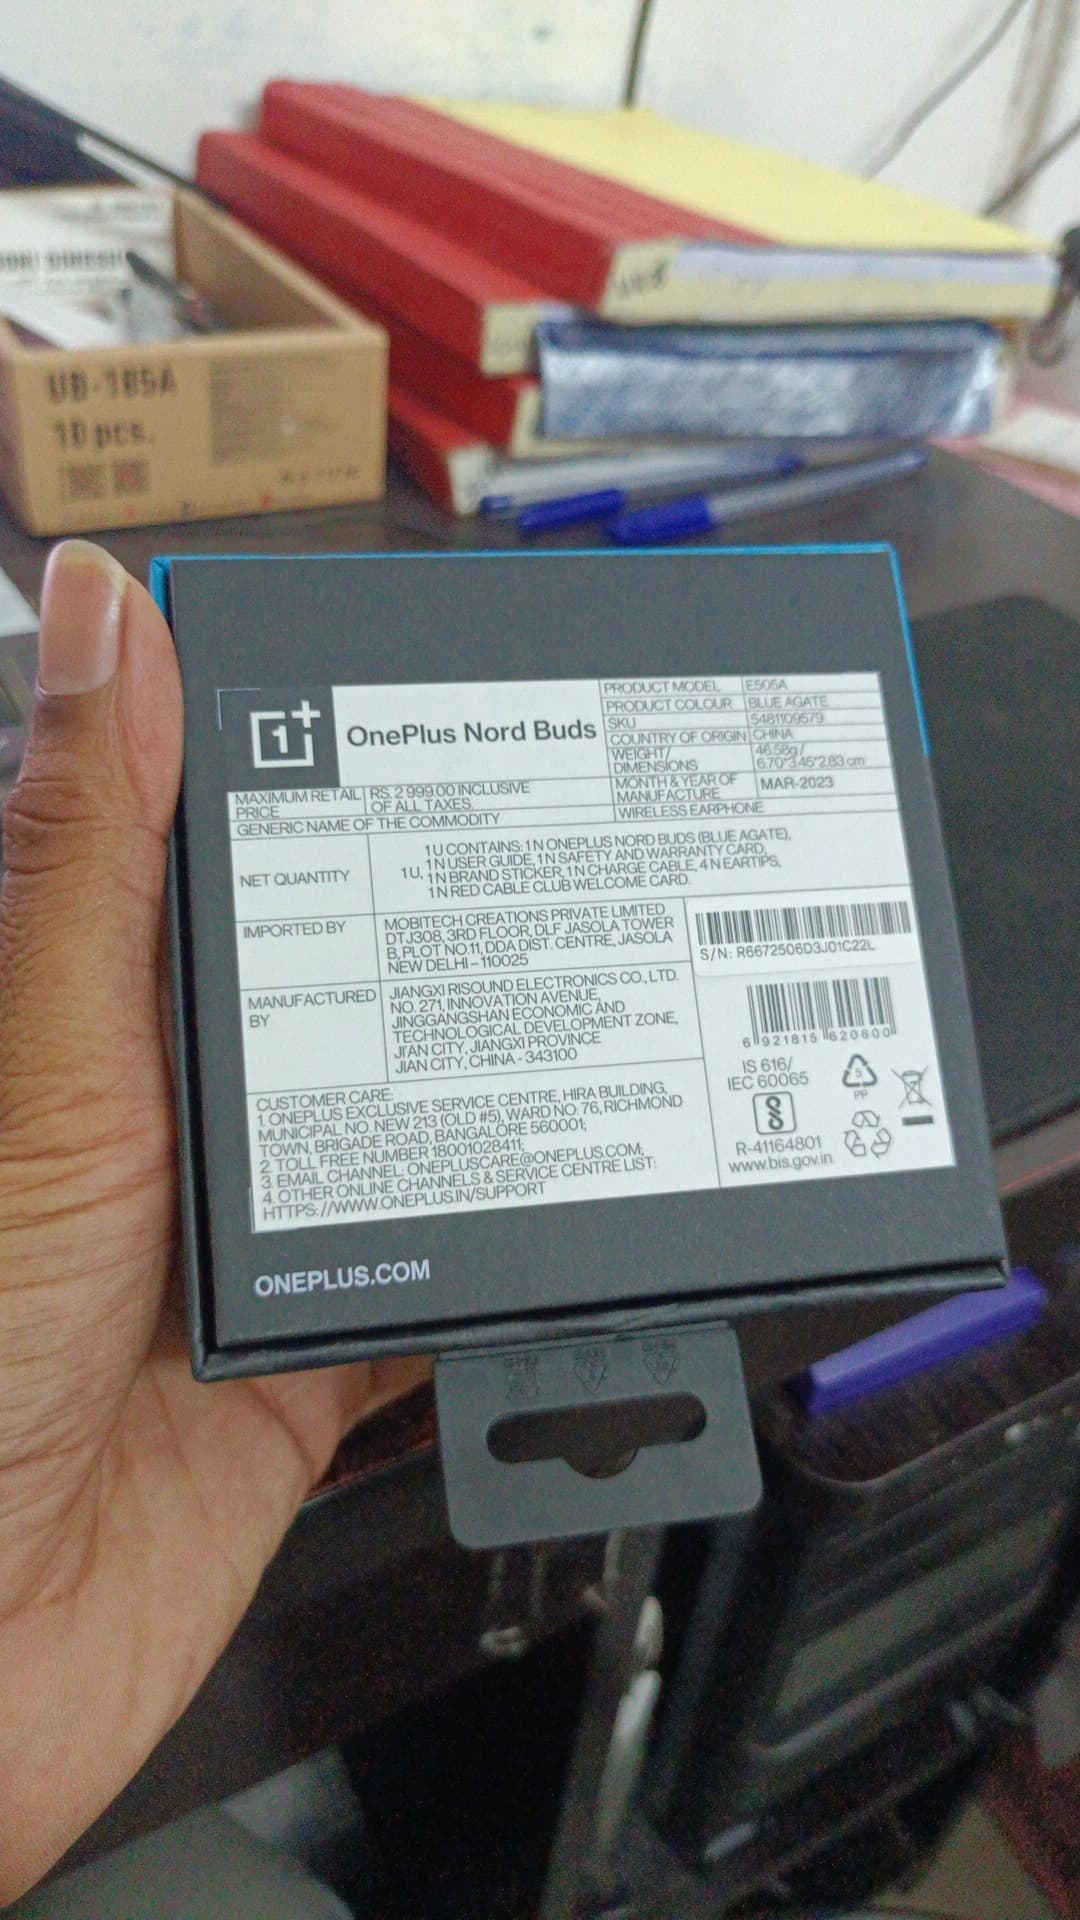 UB-185A
10 pcs.
1+
OnePlus Nord Buds
PRODUCT MODEL E505A
PRODUCT COLOUR BLUE AGATE
SKU 5481109579
COUNTRY OF ORIGIN CHINA
WEIGHT/ 46.58g/
DIMENSIONS 6.70*3.45*2.83 cm
MONTH & YEAR OF
MANUFACTURE MAR-2023
MAXIMUM RETAIL RS. 2 999.00 INCLUSIVE
PRICE OF ALL TAXES
GENERIC NAME OF THE COMMODITY WIRELESS EARPHONE
NET QUANTITY
1U,
1U CONTAINS: 1 N ONEPLUS NORD BUDS (BLUE AGATE),
1 N USER GUIDE, 1 N SAFETY AND WARRANTY CARD,
1 N BRAND STICKER, 1 N CHARGE CABLE, 4 N EARTIPS,
1 N RED CABLE CLUB WELCOME CARD.
IMPORTED BY
MOBITECH CREATIONS PRIVATE LIMITED
DTJ308, 3RD FLOOR, DLF JASOLA TOWER
B, PLOT NO.11, DDA DIST. CENTRE, JASOLA
NEW DELHI - 110025
MANUFACTURED
BY
JIANGXI RISOUND ELECTRONICS CO., LTD.
NO. 271, INNOVATION AVENUE,
JINGGANGSHAN ECONOMIC AND
TECHNOLOGICAL DEVELOPMENT ZONE,
JI'AN CITY, JIANGXI PROVINCE
JIAN CITY, CHINA - 343100
S/N: R6672506D3J01C22L
6 921815 620600
IS 616/
IEC 60065
R-41164801
www.bis.gov.in
5
PP
CUSTOMER CARE:
1. ONEPLUS EXCLUSIVE SERVICE CENTRE, HIRA BUILDING,
MUNICIPAL NO. NEW 213 (OLD #5), WARD NO. 76, RICHMOND
TOWN, BRIGADE ROAD, BANGALORE 560001;
2. TOLL FREE NUMBER 18001028411;
3. EMAIL CHANNEL: ONEPLUSCARE@ONEPLUS.COM;
4. OTHER ONLINE CHANNELS & SERVICE CENTRE LIST:
HTTPS://WWW.ONEPLUS.IN/SUPPORT
ONEPLUS.COM